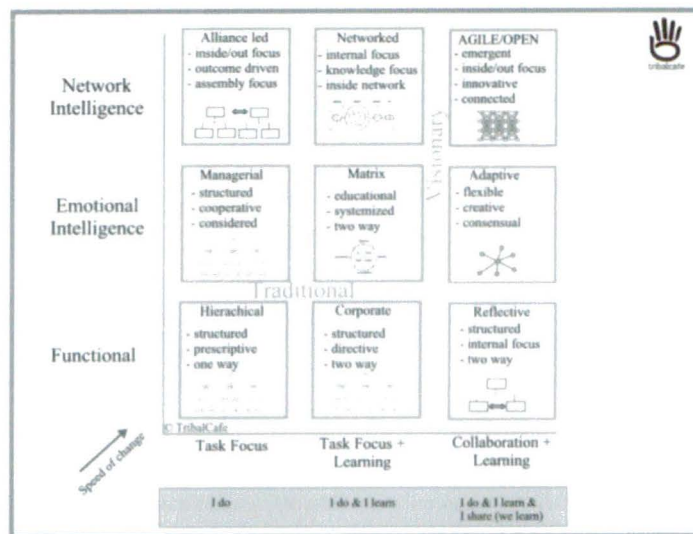 tribalcafe
Network
Intelligence
Alliance led
- inside/out focus
- outcome driven
- assembly focus
Networked
- internal focus
- knowledge focus
- inside network
AGILE/OPEN
- emergent
- inside/out focus
- innovative
- connected
Visionary
Emotional
Intelligence
Managerial
- structured
- cooperative
- considered
Matrix
- educational
- systemized
- two way
Adaptive
- flexible
- creative
- consensual
Traditional
Functional
Hierachical
- structured
- prescriptive
- one way
Corporate
- structured
- directive
- two way
Reflective
- structured
- internal focus
- two way
© TribalCafe
Speed of change
Task Focus
Task Focus +
Learning
Collaboration +
Learning
I do
I do & I learn
I do & I learn &
I share (we learn)